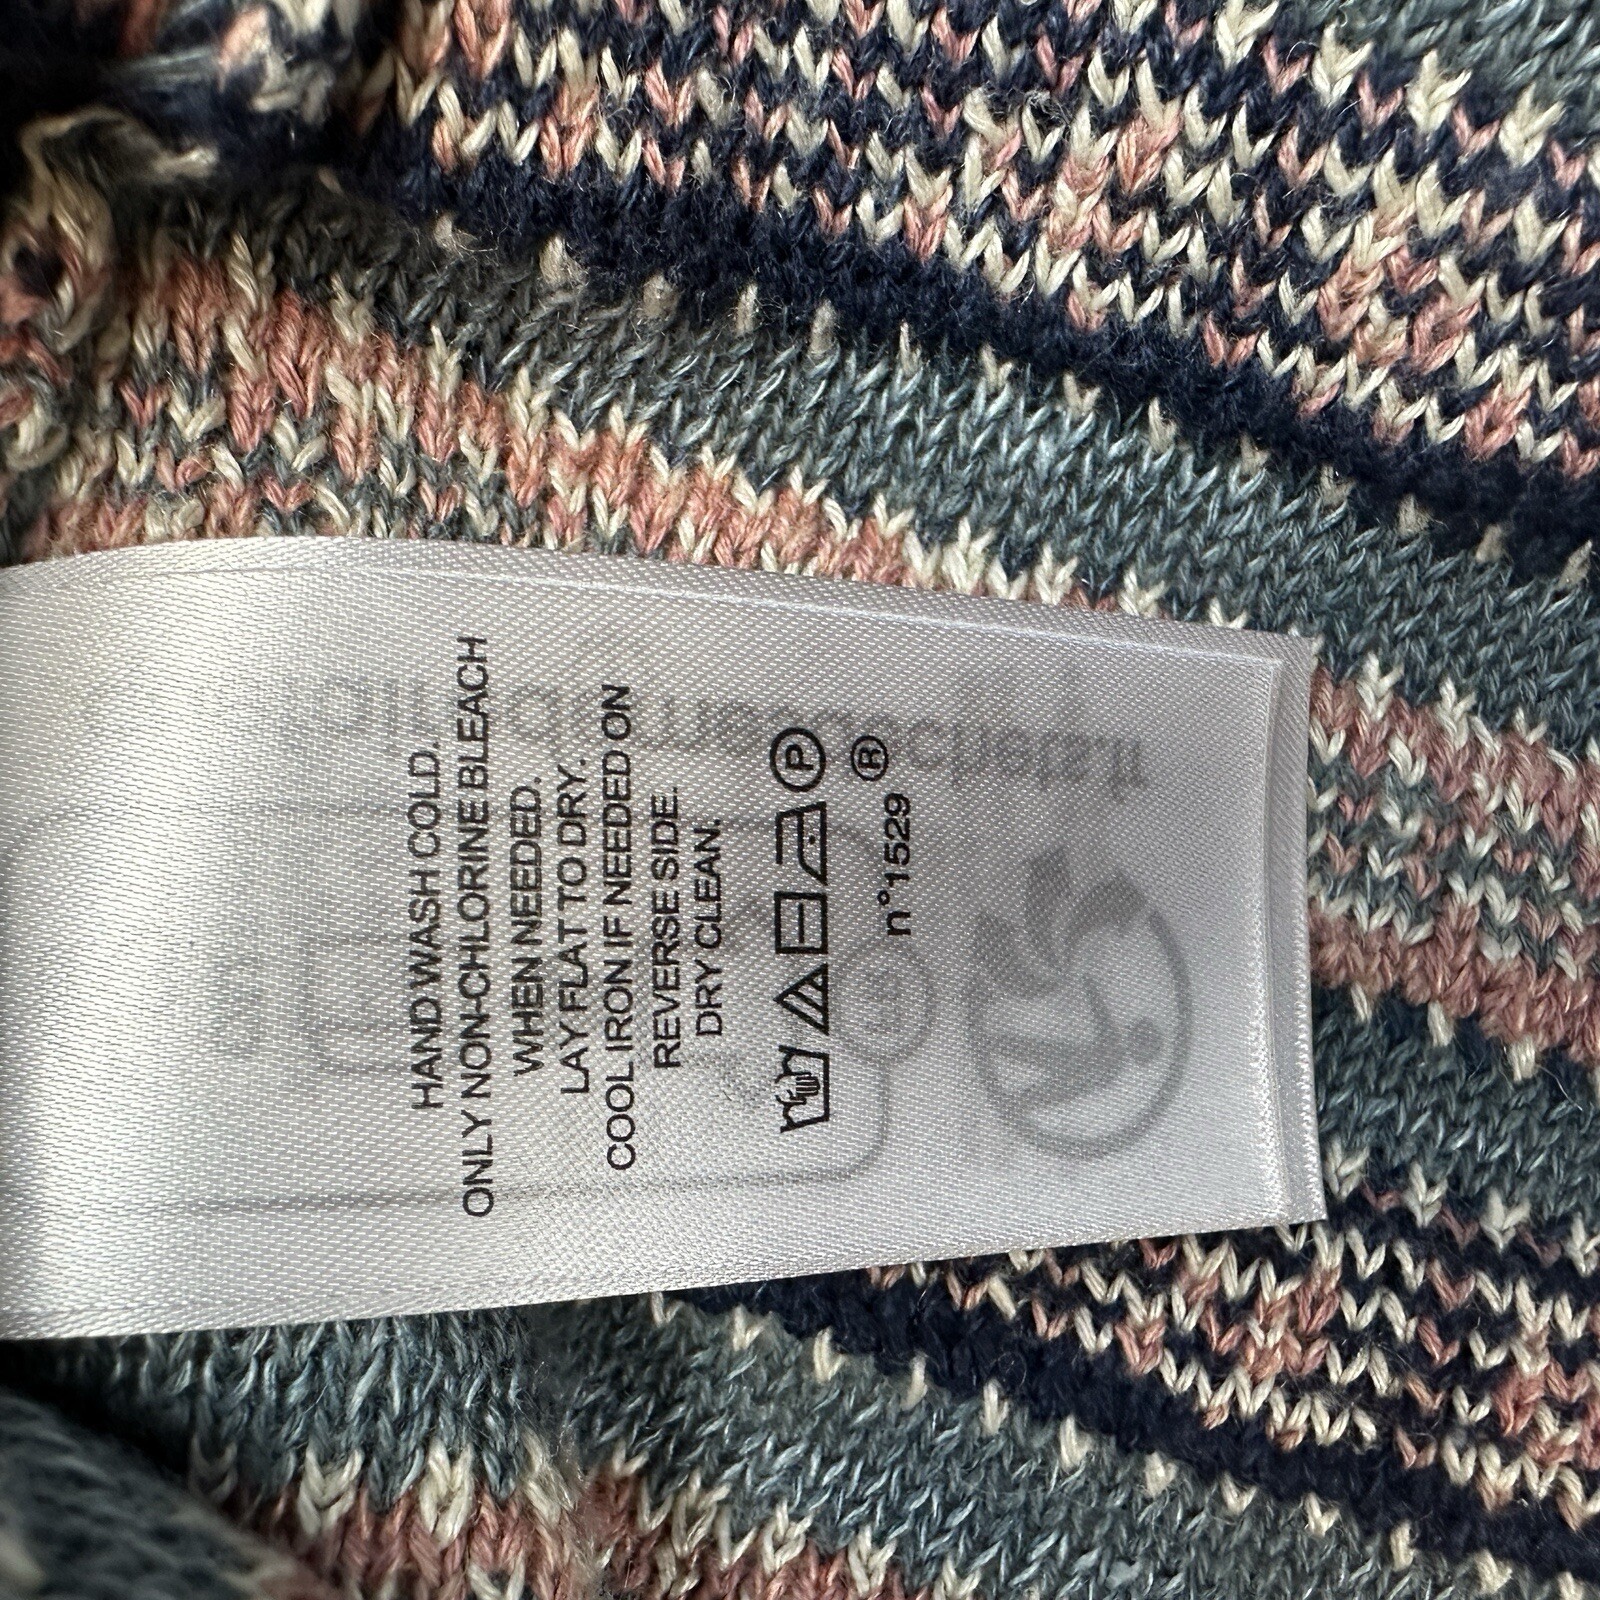 HAND WASH COLD.
ONLY NON-CHLORINE BLEACH
WHEN NEEDED.
LAY FLAT TO DRY.
COOL IRON IF NEEDED ON
REVERSE SIDE.
DRY CLEAN.
P
n°1529 ®